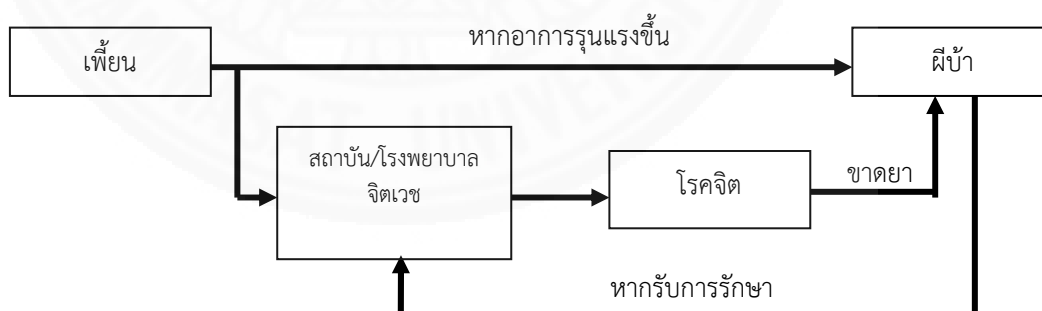 หากอาการรุนแรงขึ้น
เพี้ยน
ผีบ้า
สถาบัน/โรงพยาบาล
จิตเวช
โรคจิต
ขาดยา
หากรับการรักษา